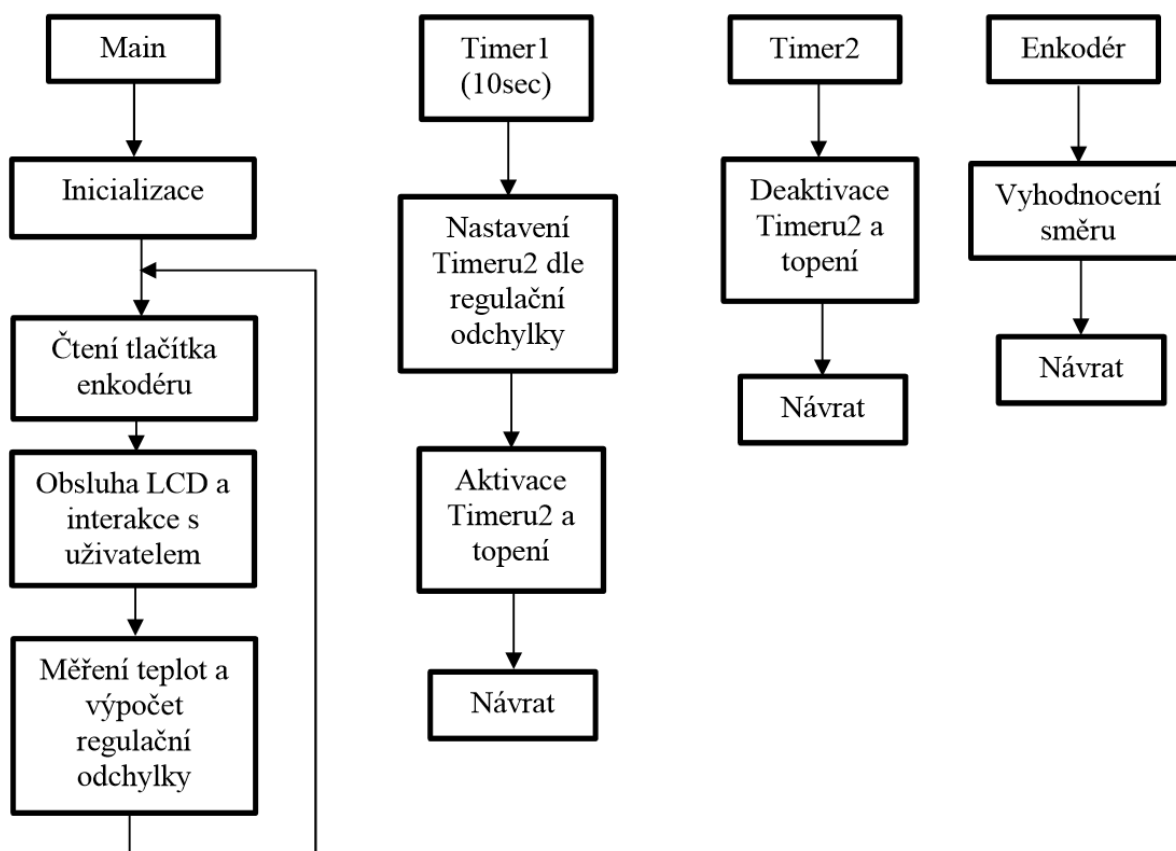 Main
Inicializace
Čtení tlačítka
enkodéru
Obsluha LCD a
interakce s
uživatelem
Měření teplot a
výpočet
regulační
odchylky
Timer1
(10sec)
Nastavení
Timeru2 dle
regulační
odchylky
Aktivace
Timeru2 a
topení
Návrat
Timer2
Deaktivace
Timeru2 a
topení
Návrat
Enkodér
Vyhodnocení
směru
Návrat